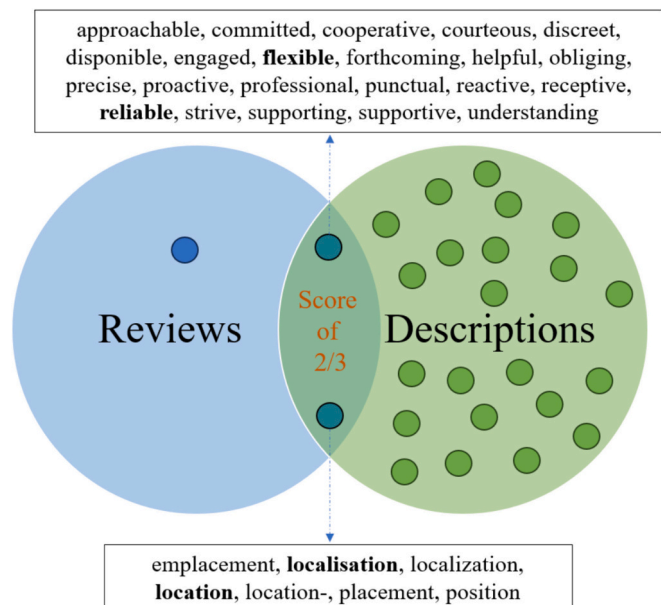 approachable, committed, cooperative, courteous, discreet,
disponible, engaged, flexible, forthcoming, helpful, obliging,
precise, proactive, professional, punctual, reactive, receptive,
reliable, strive, supporting, supportive, understanding
Reviews
Score
of
2/3
Descriptions
emplacement, localisation, localization,
location, location-, placement, position